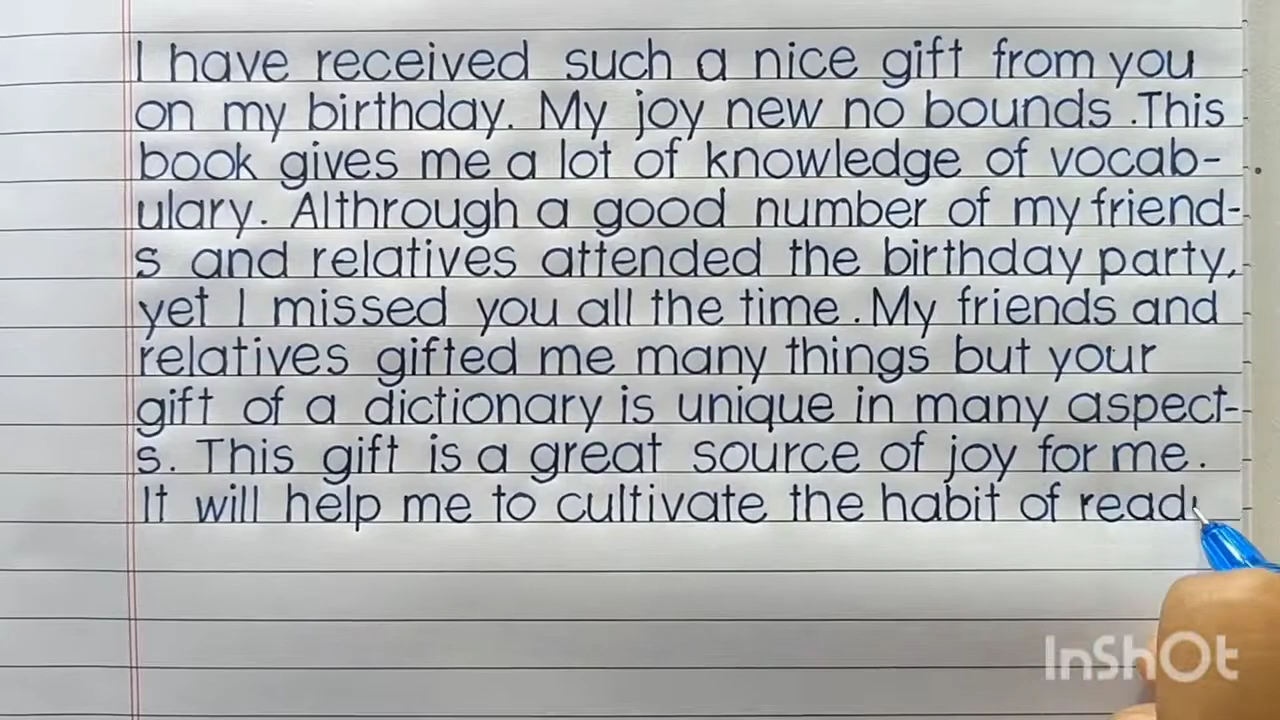 I have received such a nice gift from you
on my birthday. My joy new no bounds .This
book gives me a lot of knowledge of vocab-
ulary. Althrough a good number of my friend-
s and relatives attended the birthday party,
yet I missed you all the time. My friends and
relatives gifted me many things but your
gift of a dictionary is unique in many aspect-
s. This gift is a great source of joy for me.
It will help me to cultivate the habit of readi
InShOt